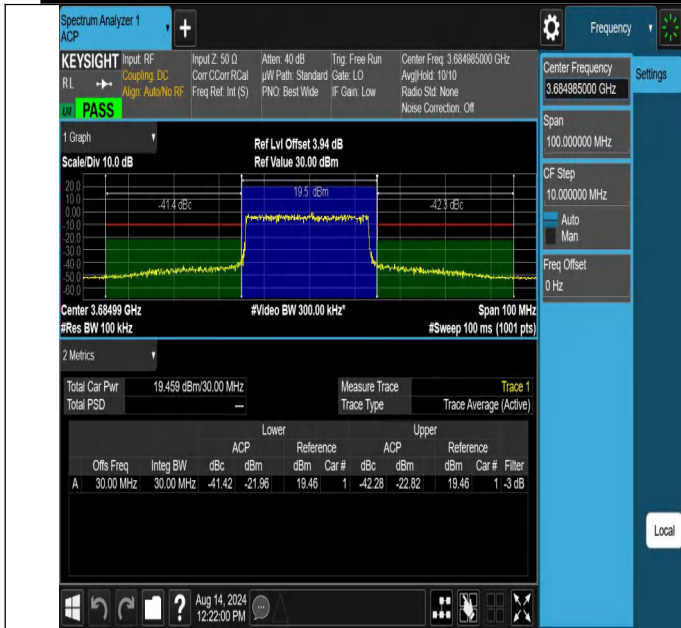 Spectrum Analyzer 1
ACP
Frequency
KEYSIGHT Input: RF Input Z: 50 Ω Atten: 40 dB Trig: Free Run Center Freq: 3.684985000 GHz
RL Coupling: DC Corr CCorr RCal µW Path: Standard Gate: LO Avg|Hold: 10/10
Align: Auto/No RF Freq Ref: Int (S) PNO: Best Wide IF Gain: Low Radio Std: None
PASS Noise Correction: Off
Center Frequency
3.684985000 GHz
Settings
Span
100.000000 MHz
CF Step
10.000000 MHz
Auto
Man
Freq Offset
0 Hz
1 Graph
Scale/Div 10.0 dB
Ref Lvl Offset 3.94 dB
Ref Value 30.00 dBm
20.0
10.0
0.00
-10.0
-20.0
-30.0
-40.0
-50.0
-60.0
-41.4 dBc
19.5 dBm
-42.3 dBc
Center 3.68499 GHz #Video BW 300.00 kHz* Span 100 MHz
#Res BW 100 kHz #Sweep 100 ms (1001 pts)
2 Metrics
Total Car Pwr 19.459 dBm/30.00 MHz Measure Trace Trace 1
Total PSD --- Trace Type Trace Average (Active)
Lower Upper
ACP Reference ACP Reference
Offs Freq Integ BW dBc dBm dBm Car # dBc dBm dBm Car # Filter
A 30.00 MHz 30.00 MHz -41.42 -21.96 19.46 1 -42.28 -22.82 19.46 1 -3 dB
Local
?
Aug 14, 2024
12:22:00 PM